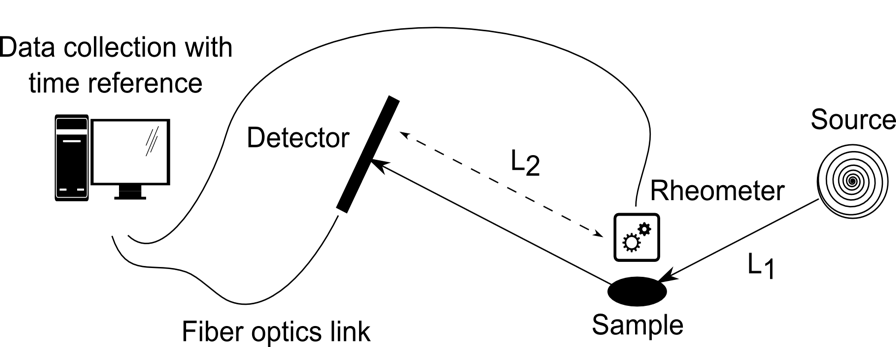 Data collection with
time reference
Detector
L2
Source
Rheometer
L1
Sample
Fiber optics link